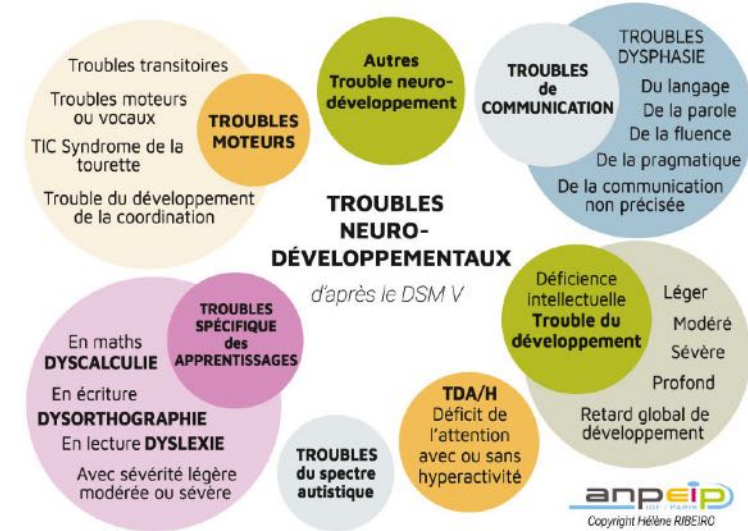 Troubles transitoires
Troubles moteurs
ou vocaux
TIC Syndrome de la
tourette
Trouble du développement
de la coordination
TROUBLES
MOTEURS
Autres
Trouble neuro-
développement
TROUBLES
de
COMMUNICATION
TROUBLES
DYSPHASIE
Du langage
De la parole
De la fluence
De la pragmatique
De la communication
non précisée
TROUBLES
NEURO-
DÉVELOPPEMENTAUX
d'après le DSM V
TROUBLES
SPÉCIFIQUE
des
APPRENTISSAGES
En maths
DYSCALCULIE
En écriture
DYSORTHOGRAPHIE
En lecture DYSLEXIE
Avec sévérité légère
modérée ou sévère
TROUBLES
du spectre
autistique
TDA/H
Déficit de
l'attention
avec ou sans
hyperactivité
Déficience
intellectuelle
Trouble du
développement
Léger
Modéré
Sévère
Profond
Retard global de
développement
anpeip
IDF / PARIS
Copyright Hélène RIBEIRO